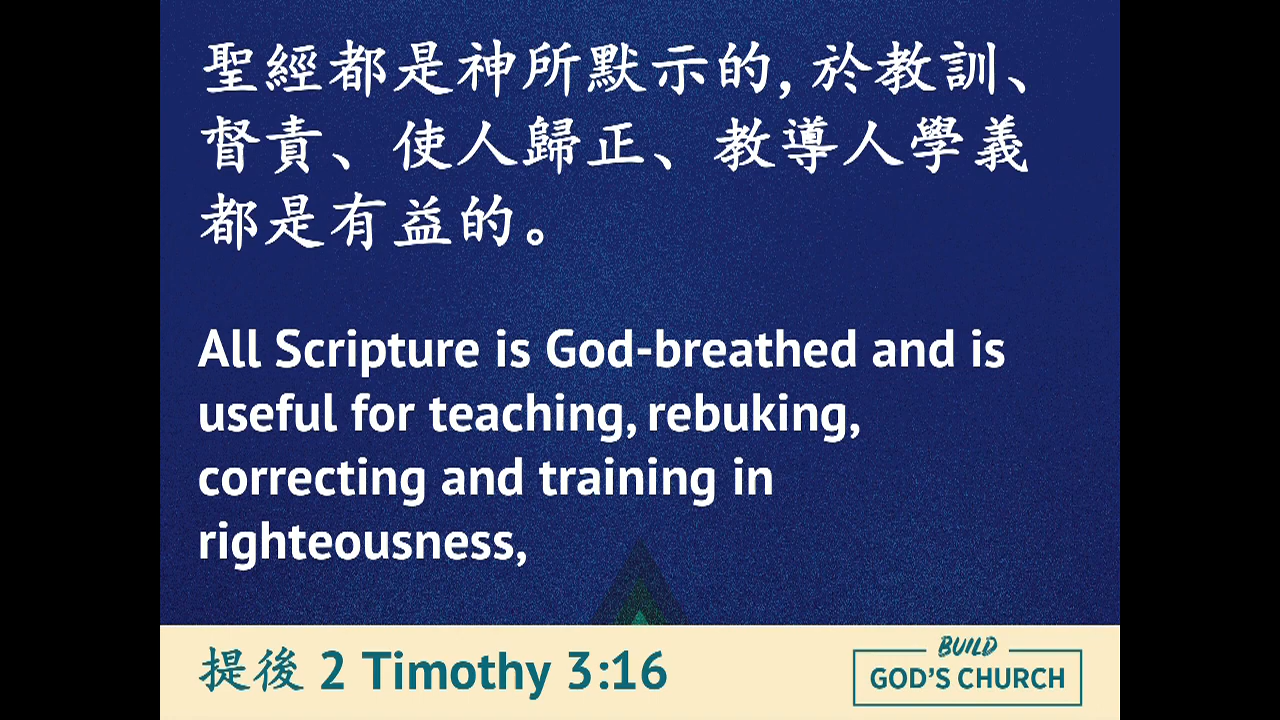 聖經都是神所默示的, 於教訓、
督責、使人歸正、教導人學義
都是有益的。
All Scripture is God-breathed and is
useful for teaching, rebuking,
correcting and training in
righteousness,
提後 2 Timothy 3:16
BUILD
GOD'S CHURCH